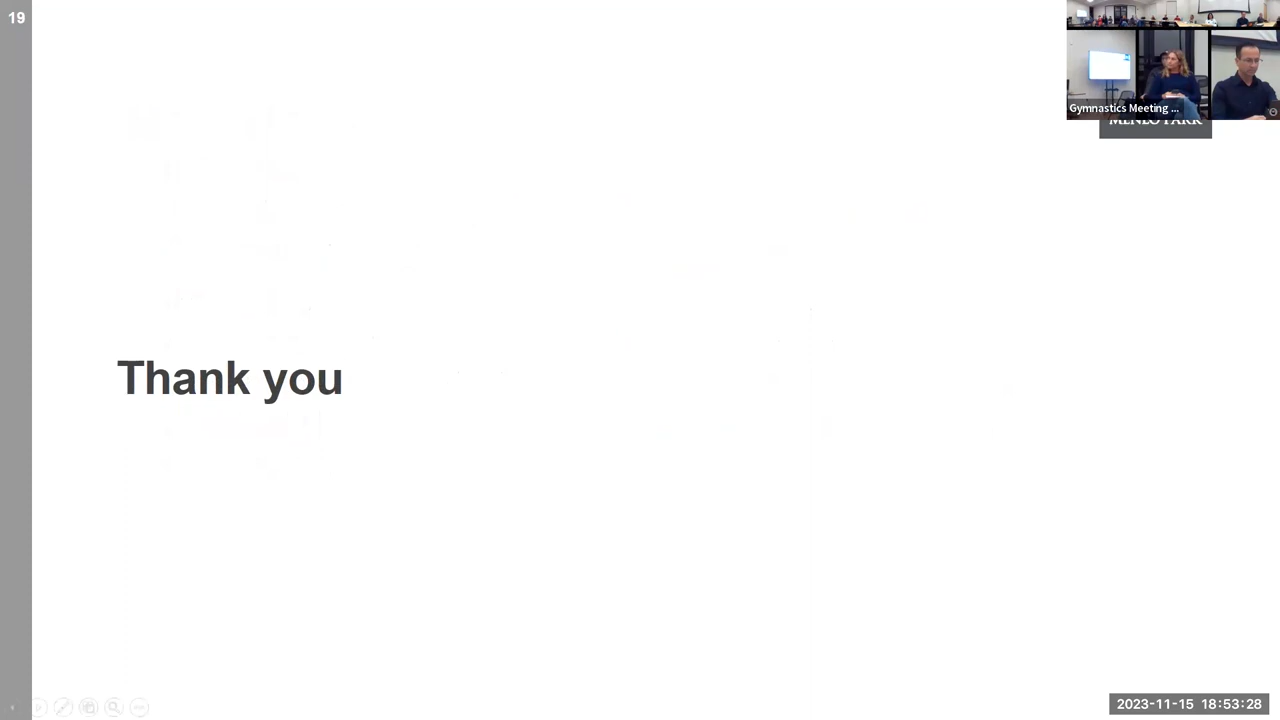 19
Gymnastics Meeting ...
MENLO PARK
Thank you
2023-11-15 18:53:28